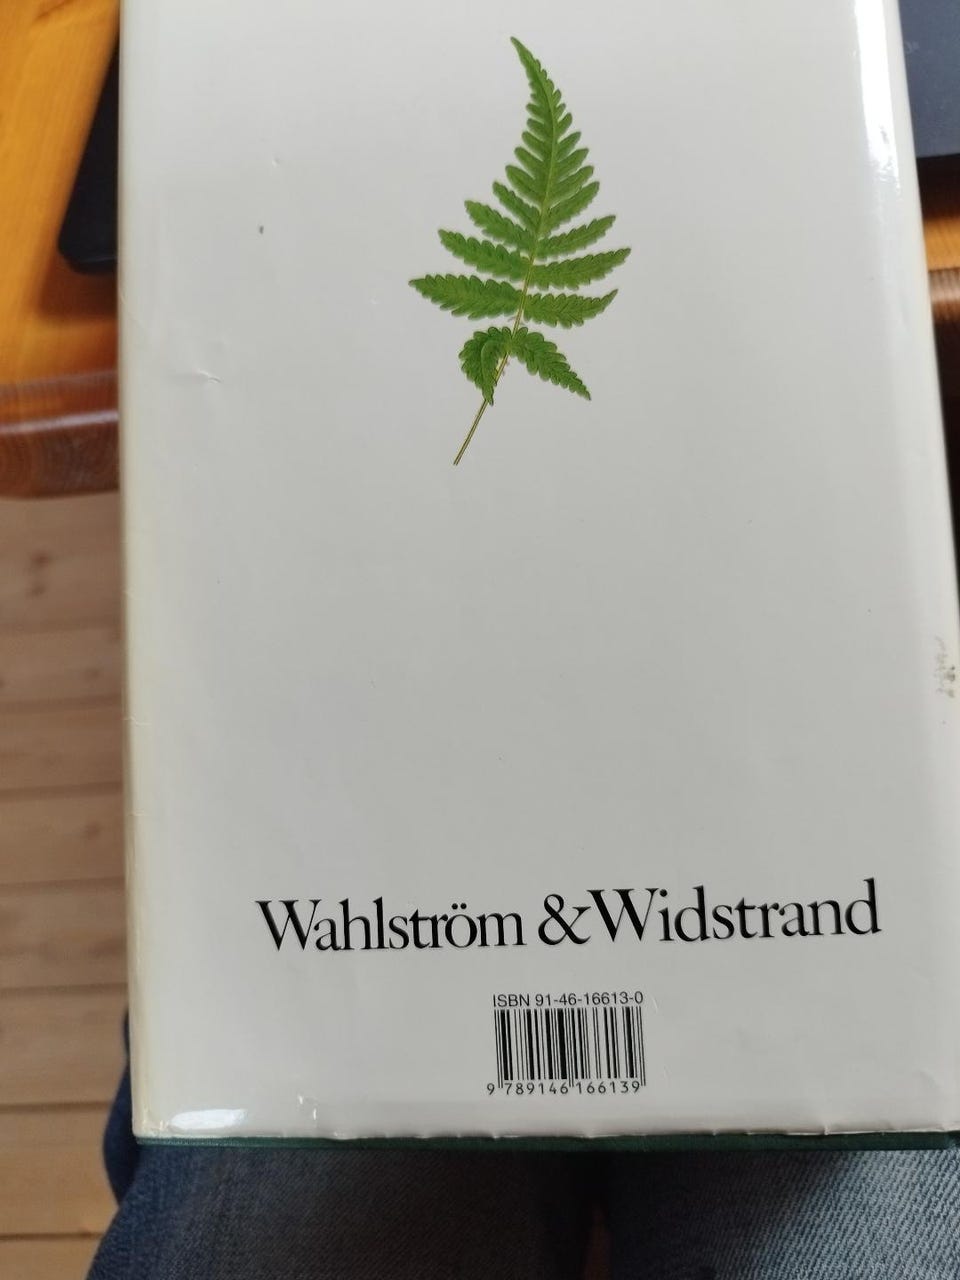 Wahlström & Widstrand
ISBN 91-46-16613-0
9 789146 166139